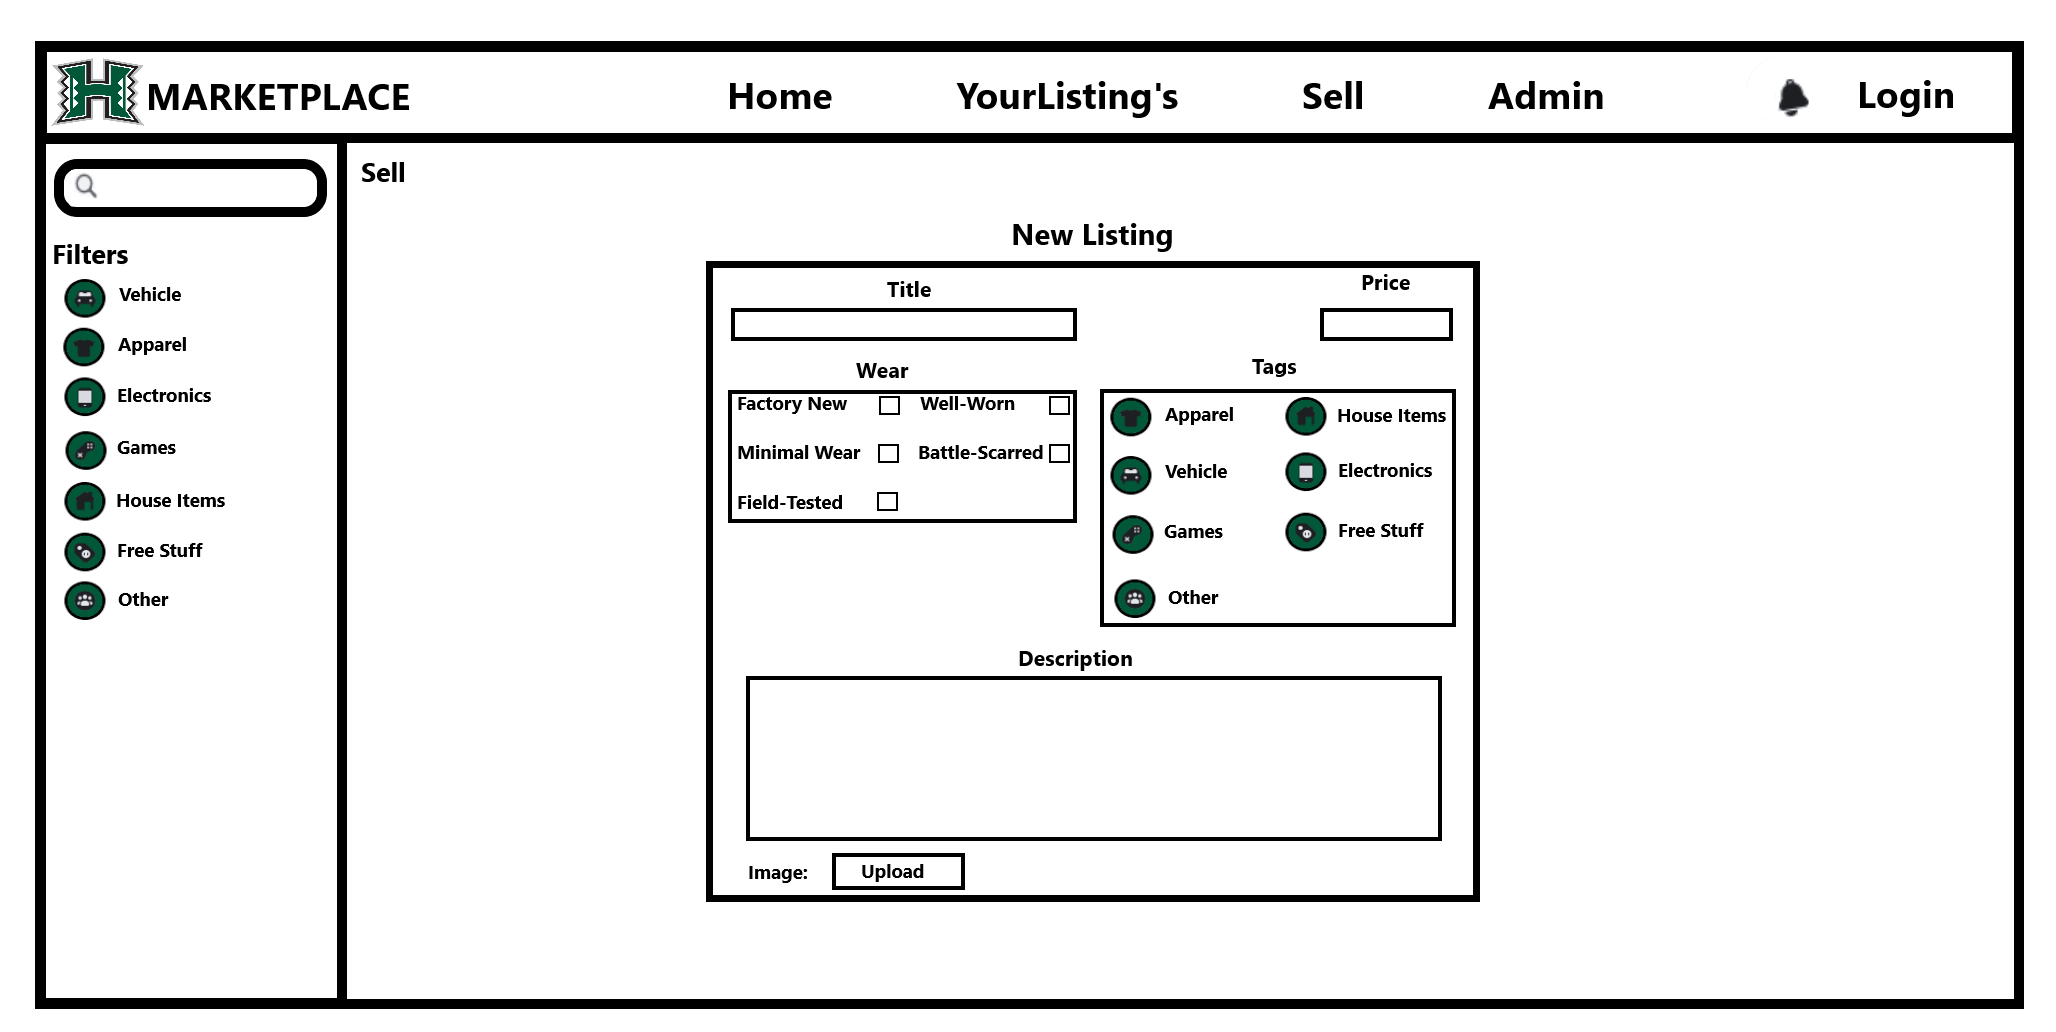 H MARKETPLACE Home YourListing's Sell Admin Login
Filters
Vehicle
Apparel
Electronics
Games
House Items
Free Stuff
Other
Sell
New Listing
Title
Price
Wear
Factory New Well-Worn
Minimal Wear Battle-Scarred
Field-Tested
Tags
Apparel House Items
Vehicle Electronics
Games Free Stuff
Other
Description
Image: Upload